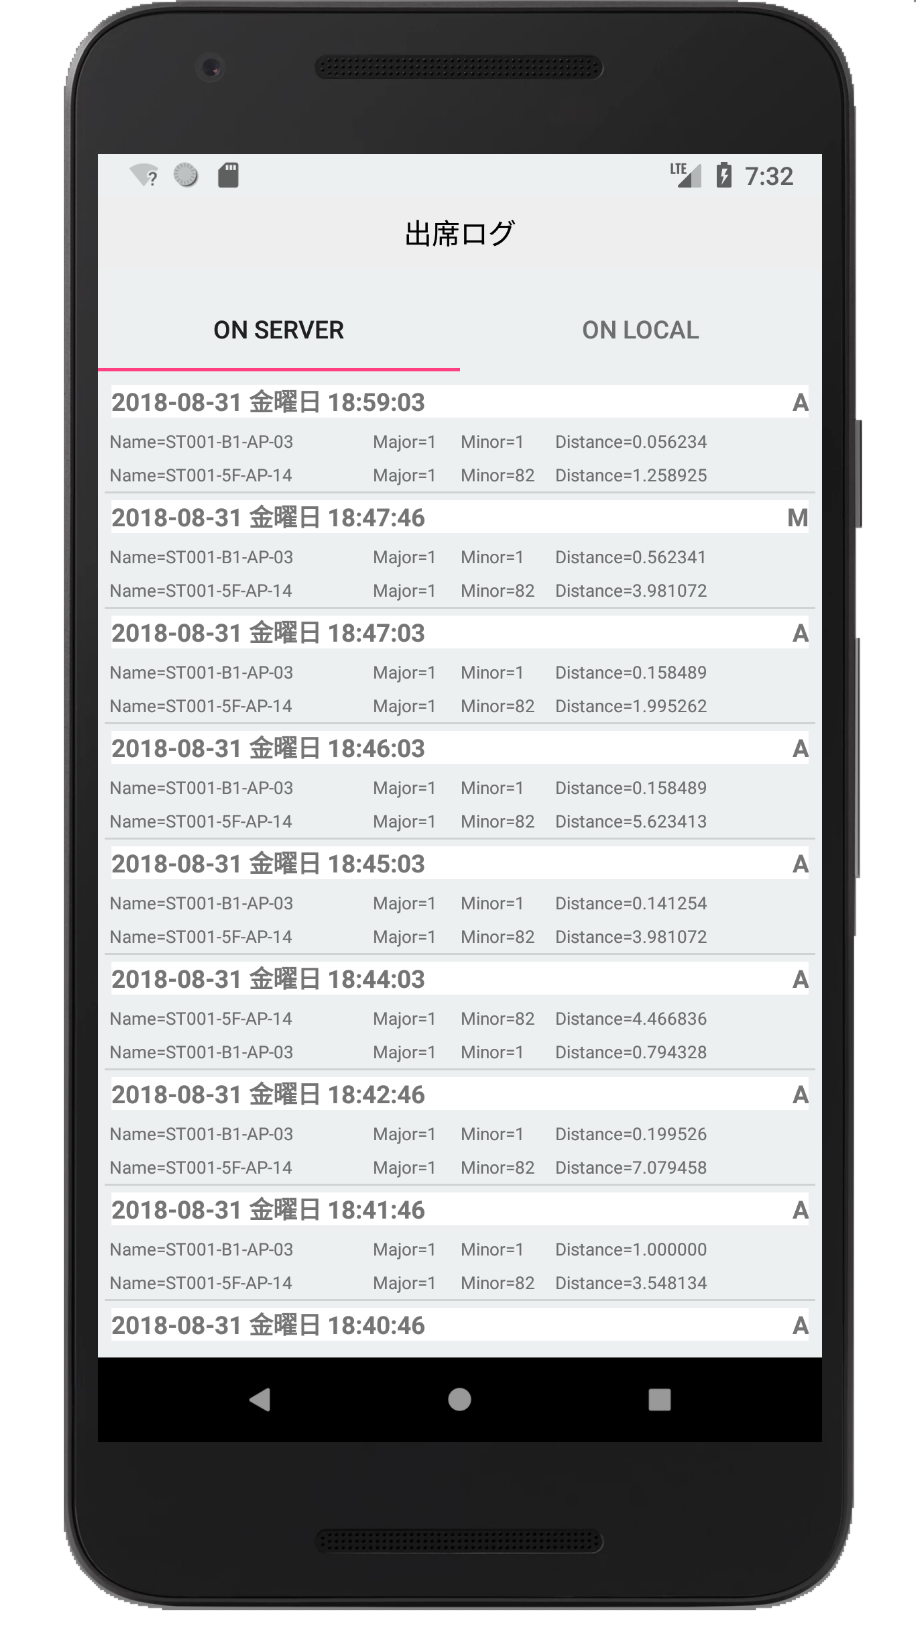 LTE 7:32
出席ログ
ON SERVER ON LOCAL
2018-08-31 金曜日 18:59:03 A
Name=ST001-B1-AP-03 Major=1 Minor=1 Distance=0.056234
Name=ST001-5F-AP-14 Major=1 Minor=82 Distance=1.258925
2018-08-31 金曜日 18:47:46 M
Name=ST001-B1-AP-03 Major=1 Minor=1 Distance=0.562341
Name=ST001-5F-AP-14 Major=1 Minor=82 Distance=3.981072
2018-08-31 金曜日 18:47:03 A
Name=ST001-B1-AP-03 Major=1 Minor=1 Distance=0.158489
Name=ST001-5F-AP-14 Major=1 Minor=82 Distance=1.995262
2018-08-31 金曜日 18:46:03 A
Name=ST001-B1-AP-03 Major=1 Minor=1 Distance=0.158489
Name=ST001-5F-AP-14 Major=1 Minor=82 Distance=5.623413
2018-08-31 金曜日 18:45:03 A
Name=ST001-B1-AP-03 Major=1 Minor=1 Distance=0.141254
Name=ST001-5F-AP-14 Major=1 Minor=82 Distance=3.981072
2018-08-31 金曜日 18:44:03 A
Name=ST001-5F-AP-14 Major=1 Minor=82 Distance=4.466836
Name=ST001-B1-AP-03 Major=1 Minor=1 Distance=0.794328
2018-08-31 金曜日 18:42:46 A
Name=ST001-B1-AP-03 Major=1 Minor=1 Distance=0.199526
Name=ST001-5F-AP-14 Major=1 Minor=82 Distance=7.079458
2018-08-31 金曜日 18:41:46 A
Name=ST001-B1-AP-03 Major=1 Minor=1 Distance=1.000000
Name=ST001-5F-AP-14 Major=1 Minor=82 Distance=3.548134
2018-08-31 金曜日 18:40:46 A